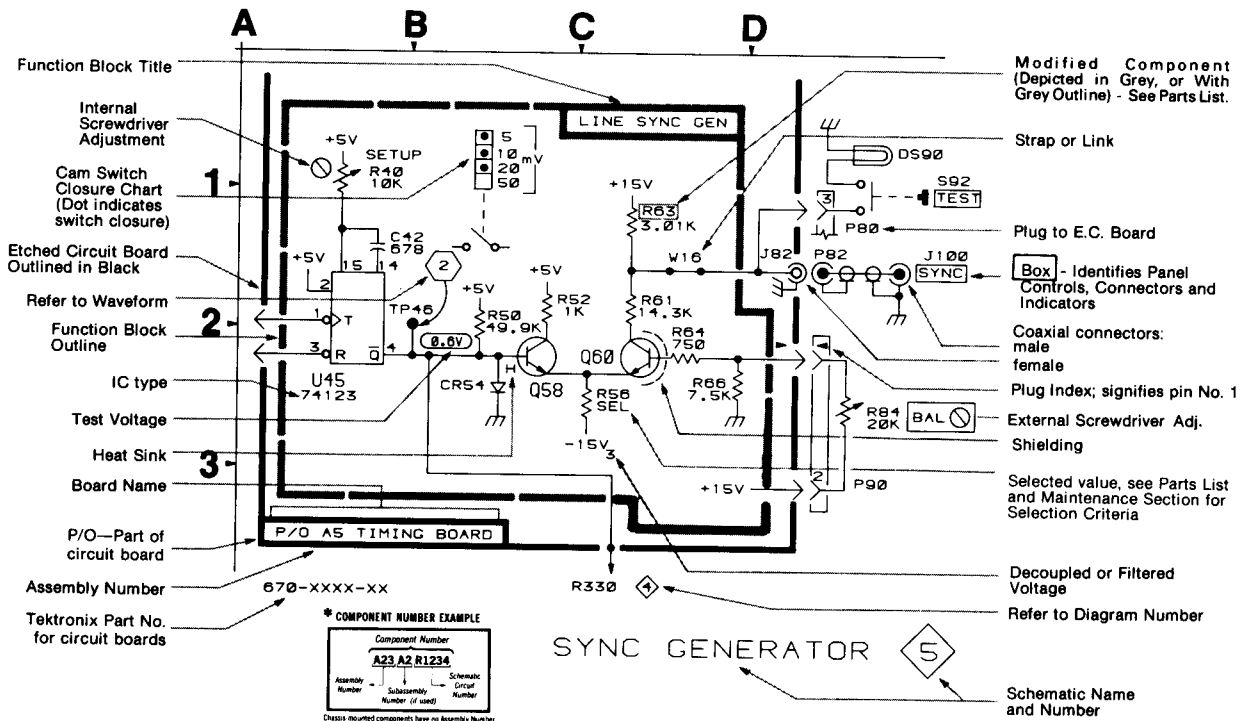 A
B
C
D
1
2
3
Function Block Title
Internal
Screwdriver
Adjustment
Cam Switch
Closure Chart
(Dot indicates
switch closure)
Etched Circuit Board
Outlined in Black
Refer to Waveform
Function Block
Outline
IC type
Test Voltage
Heat Sink
Board Name
P/O—Part of
circuit board
Assembly Number
Tektronix Part No.
for circuit boards
LINE SYNC GEN
+5V
SETUP
R40
10K
5
10
20
50
mV
C42
678
+5V
15
14
2
1
T
3
R
Q
4
U45
74123
2
TP46
0.6V
+5V
R50
49.9K
+5V
R52
1K
CR54
H
Q58
Q60
R56
SEL
-15V
3
+15V
R63
3.01K
W16
R61
14.3K
R64
750
R66
7.5K
+15V
DS90
S92
TEST
3
P80
J82
P82
J100
SYNC
1
R84
20K
BAL
2
P90
P/O A5 TIMING BOARD
670-XXXX-XX
R330
4
SYNC GENERATOR
5
* COMPONENT NUMBER EXAMPLE
Component Number
A23 A2 R1234
Assembly
Number
Subassembly
Number (if used)
Schematic
Circuit
Number
Chassis-mounted components have no Assembly Number
Modified Component
(Depicted in Grey, or With
Grey Outline) - See Parts List.
Strap or Link
Plug to E.C. Board
Box - Identifies Panel
Controls, Connectors and
Indicators
Coaxial connectors:
male
female
Plug Index; signifies pin No. 1
External Screwdriver Adj.
Shielding
Selected value, see Parts List
and Maintenance Section for
Selection Criteria
Decoupled or Filtered
Voltage
Refer to Diagram Number
Schematic Name
and Number